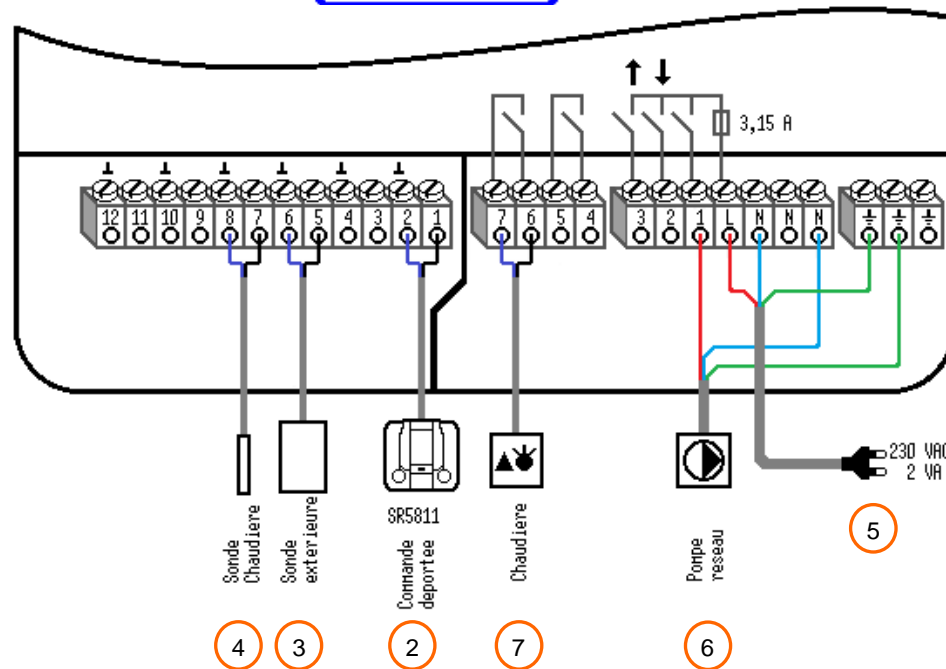 3,15 A
12 11 10 9 8 7 6 5 4 3 2 1
7 6 5 4
3 2 1 L N N N
230 VAC
2 VA
SR5811
Sonde
Chaudiere
Sonde
exterieure
Commande
deportee
Chaudiere
Pompe
reseau
5
4
3
2
7
6